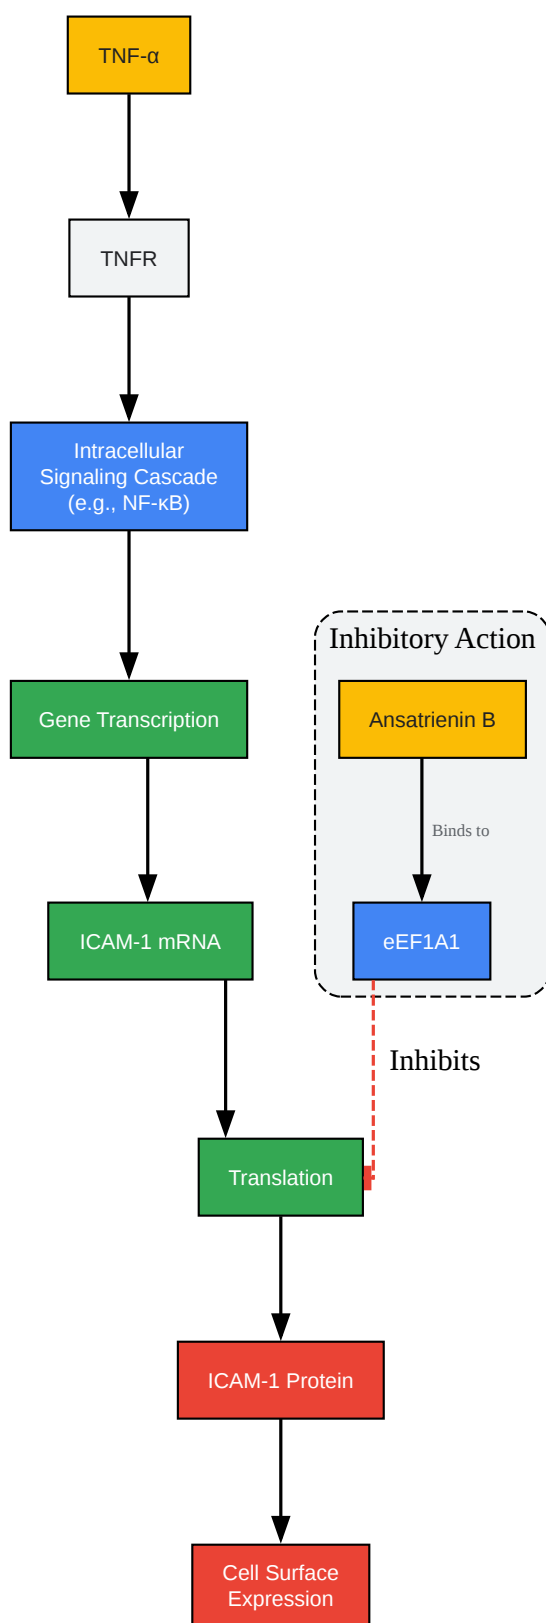 TNF-α
TNFR
Intracellular
Signaling Cascade
(e.g., NF-κB)
Inhibitory Action
Gene Transcription
Ansatrienin B
Binds to
ICAM-1 mRNA
eEF1A1
Inhibits
Translation
ICAM-1 Protein
Cell Surface
Expression